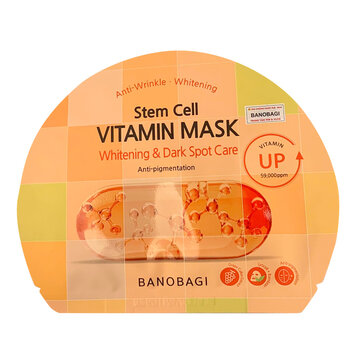 Anti-Wrinkle · Whitening
Stem Cell
VITAMIN MASK
Whitening & Dark Spot Care
Anti-pigmentation
BANOBAGI
VITAMIN
UP
59,000ppm
BANOBAGI